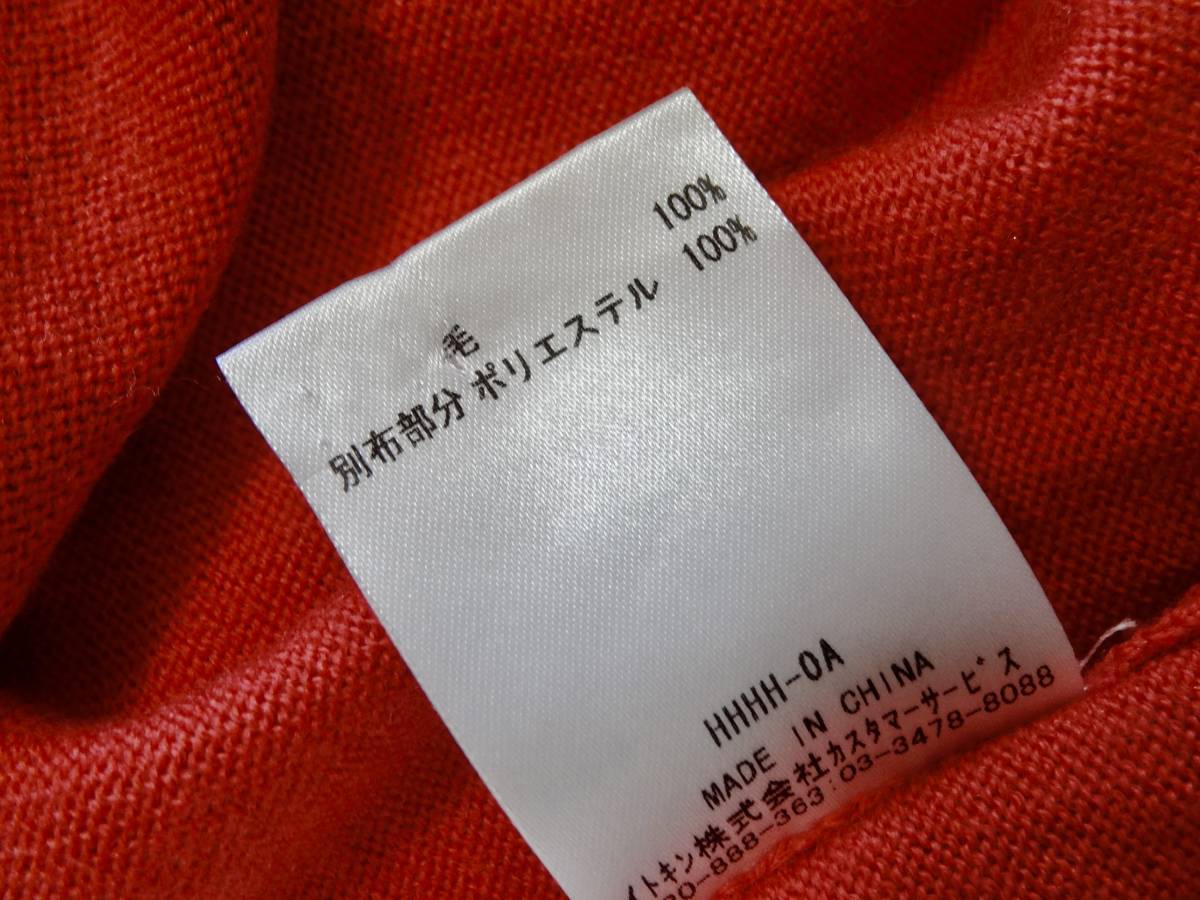 毛 100%
別布部分 ポリエステル 100%
HHHH-0A
MADE IN CHINA
イトキン株式会社カスタマーサービス
20-888-363:03-3478-8088